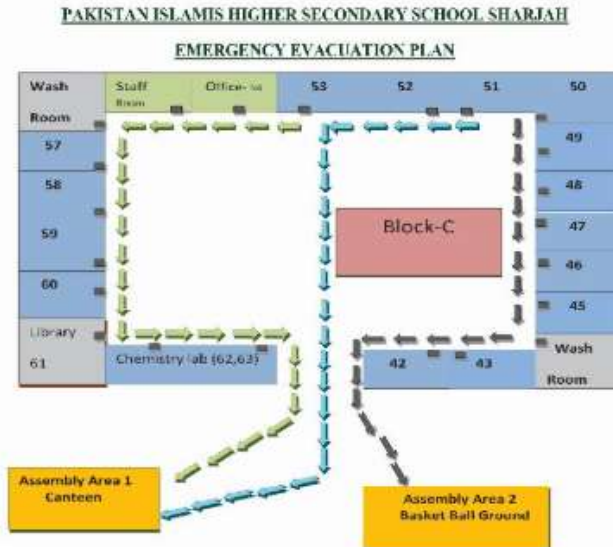 PAKISTAN ISLAMIS HIGHER SECONDARY SCHOOL SHARJAH
EMERGENCY EVACUATION PLAN
Wash
Room
Staff
Room
Office-
53
52
51
50
57
58
59
60
Library
61
49
48
47
46
45
Wash
Room
Block-C
Chemistry lab (62,63)
42
43
Assembly Area 1
Canteen
Assembly Area 2
Basket Ball Ground